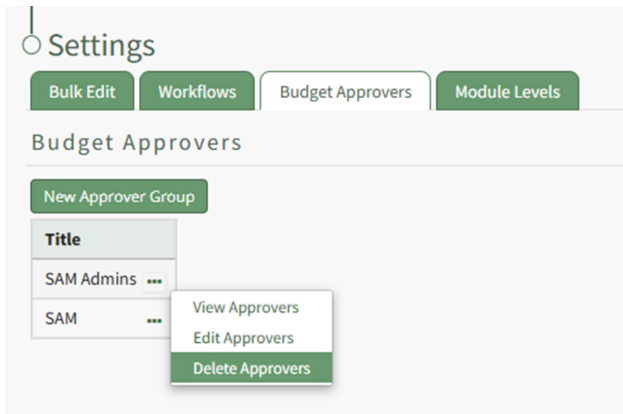 Settings
Bulk Edit Workflows Budget Approvers Module Levels
Budget Approvers
New Approver Group
Title
SAM Admins
View Approvers
SAM
Edit Approvers
Delete Approvers